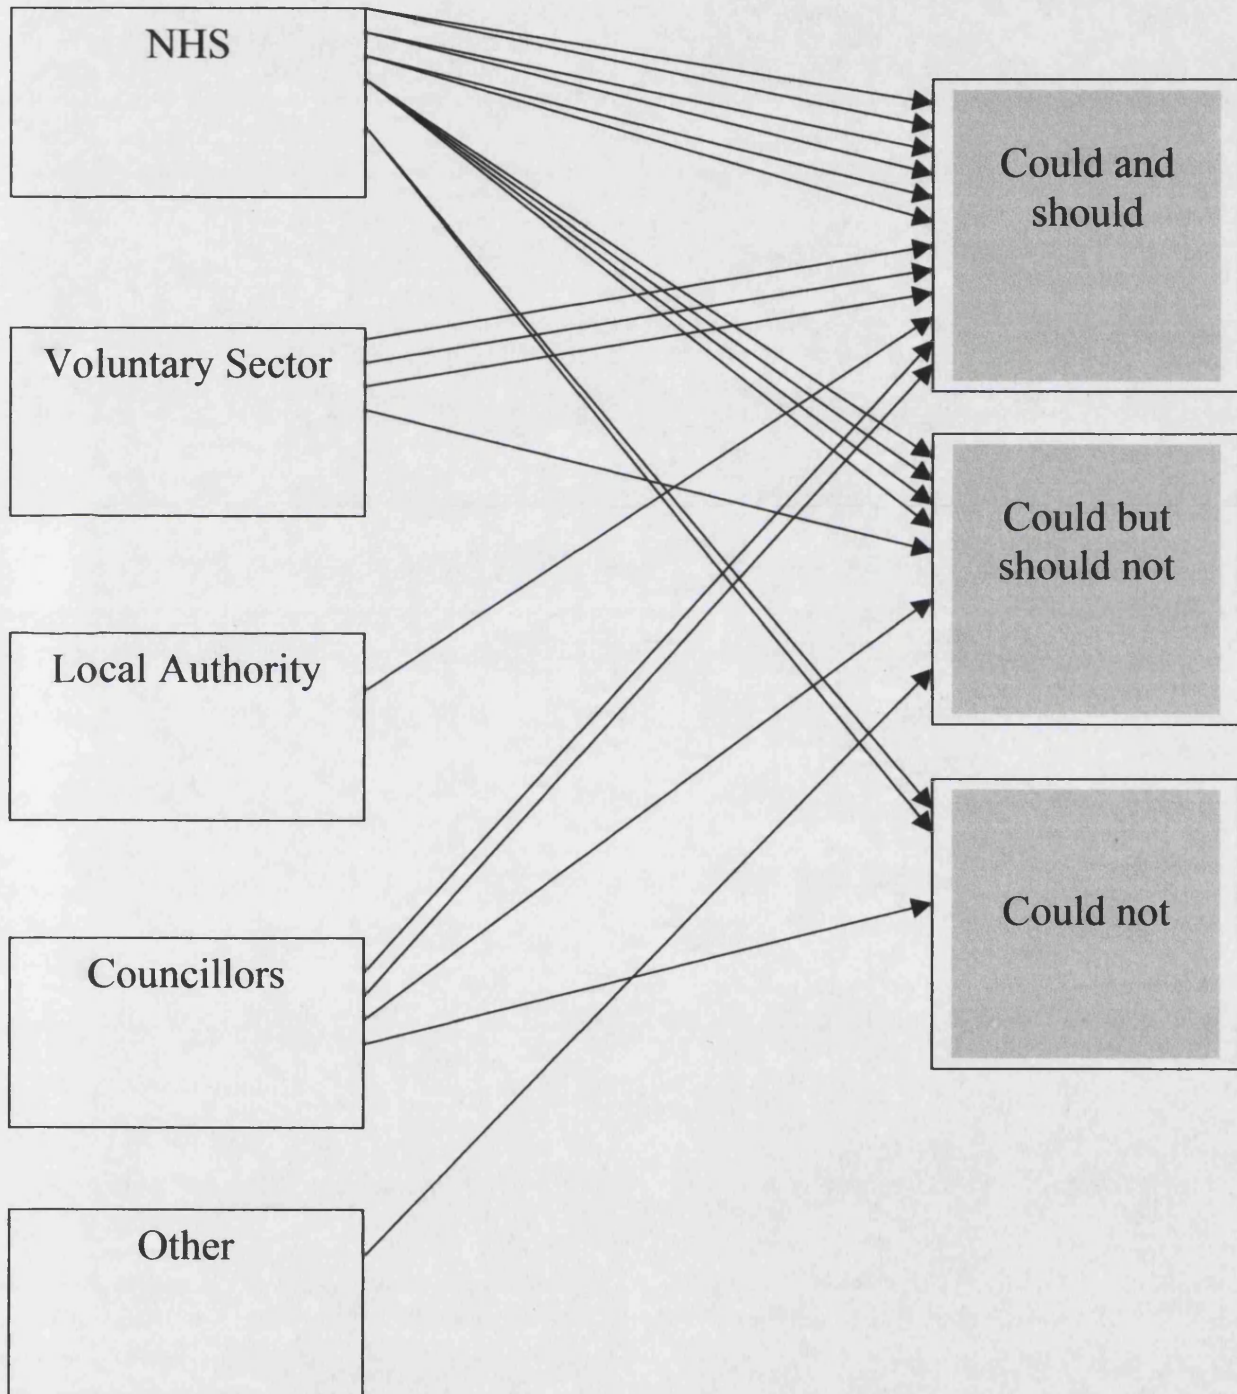 NHS
Could and
should
Voluntary Sector
Could but
should not
Local Authority
Could not
Councillors
Other